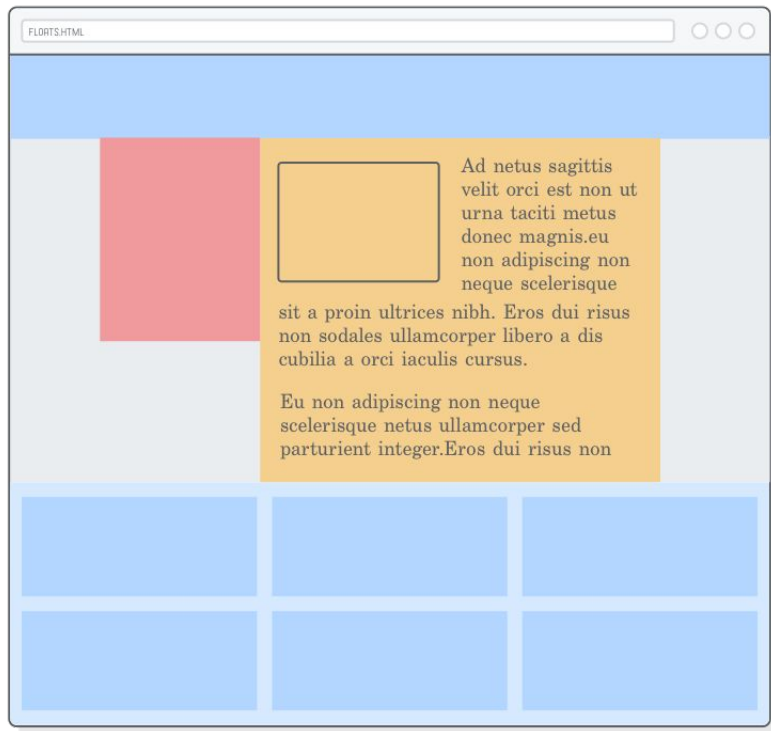 FLOATS.HTML
Ad netus sagittis
velit orci est non ut
urna taciti metus
donec magnis.eu
non adipiscing non
neque scelerisque
sit a proin ultrices nibh. Eros dui risus
non sodales ullamcorper libero a dis
cubilia a orci iaculis cursus.
Eu non adipiscing non neque
scelerisque netus ullamcorper sed
parturient integer.Eros dui risus non